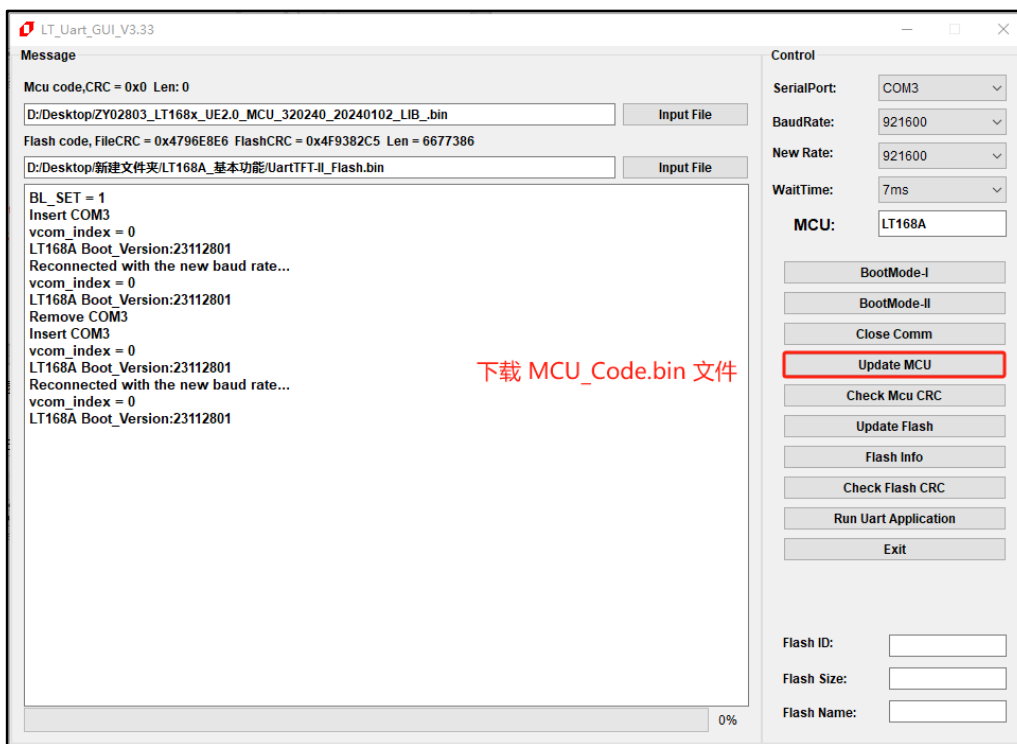 LT_Uart_GUI_V3.33
Message
Mcu code,CRC = 0x0 Len: 0
D:/Desktop/ZY02803_LT168x_UE2.0_MCU_320240_20240102_LIB_.bin
Input File
Flash code, FileCRC = 0x4796E8E6 FlashCRC = 0x4F9382C5 Len = 6677386
D:/Desktop/新建文件夹/LT168A_基本功能/UartTFT-II_Flash.bin
Input File
BL_SET = 1
Insert COM3
vcom_index = 0
LT168A Boot_Version:23112801
Reconnected with the new baud rate...
vcom_index = 0
LT168A Boot_Version:23112801
Remove COM3
Insert COM3
vcom_index = 0
LT168A Boot_Version:23112801
Reconnected with the new baud rate...
vcom_index = 0
LT168A Boot_Version:23112801
下载 MCU_Code.bin 文件
0%
Control
SerialPort: COM3
BaudRate: 921600
New Rate: 921600
WaitTime: 7ms
MCU: LT168A
BootMode-I
BootMode-II
Close Comm
Update MCU
Check Mcu CRC
Update Flash
Flash Info
Check Flash CRC
Run Uart Application
Exit
Flash ID:
Flash Size:
Flash Name: